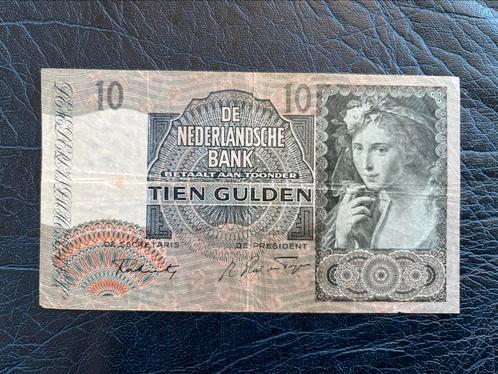 10
10
DE
NEDERLANDSCHE
BANK
BETAALT AAN TOONDER
TIEN GULDEN
DE SECRETARIS
DE PRESIDENT